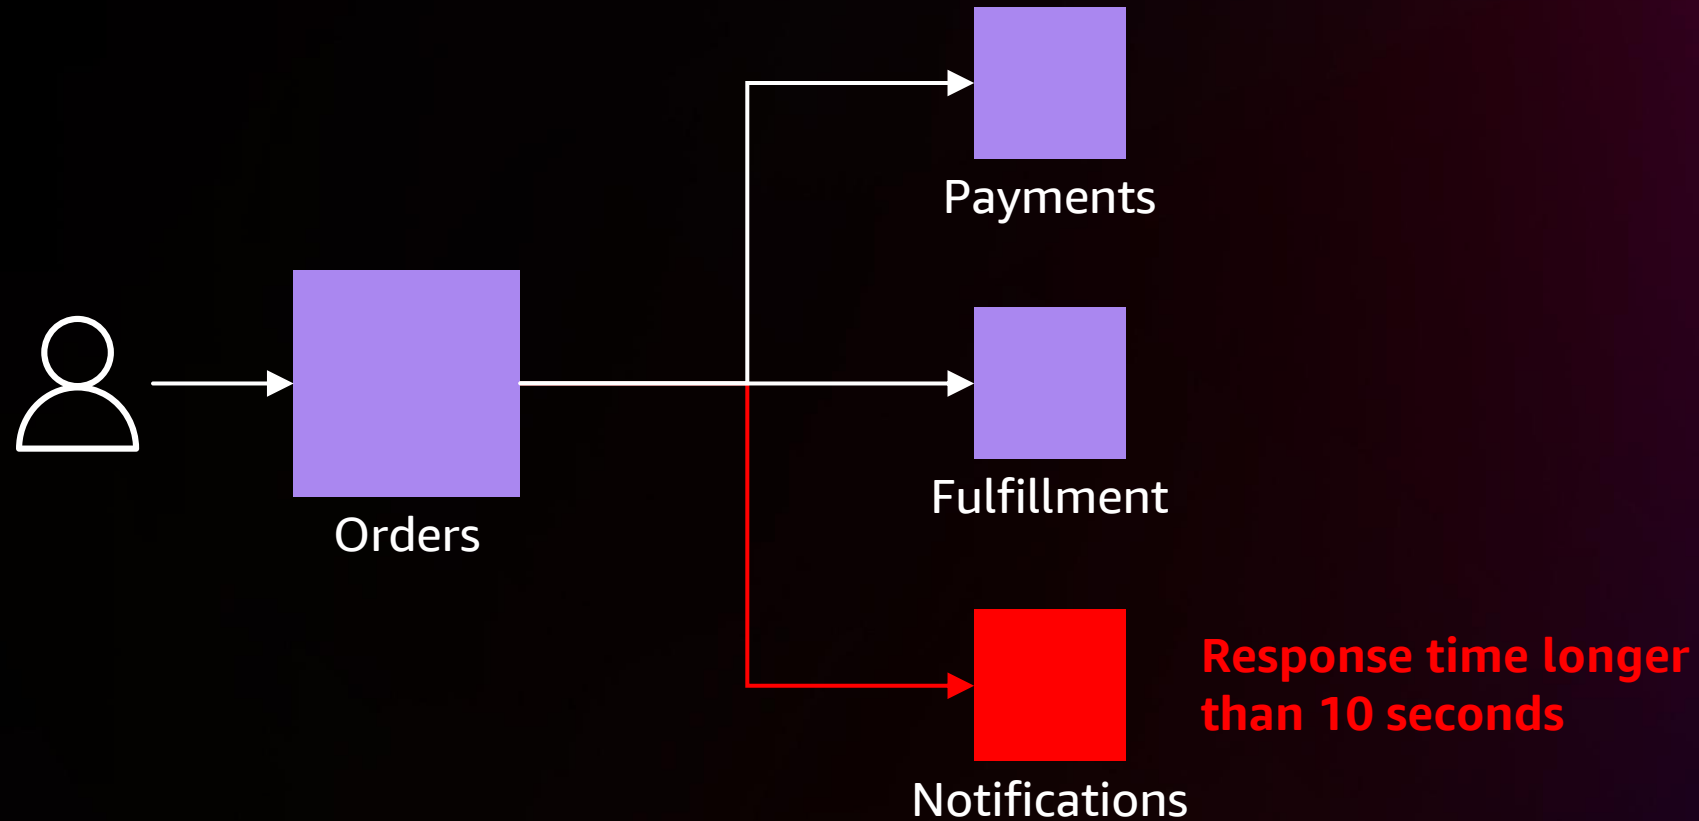 Payments
Orders
Fulfillment
Response time longer
than 10 seconds
Notifications